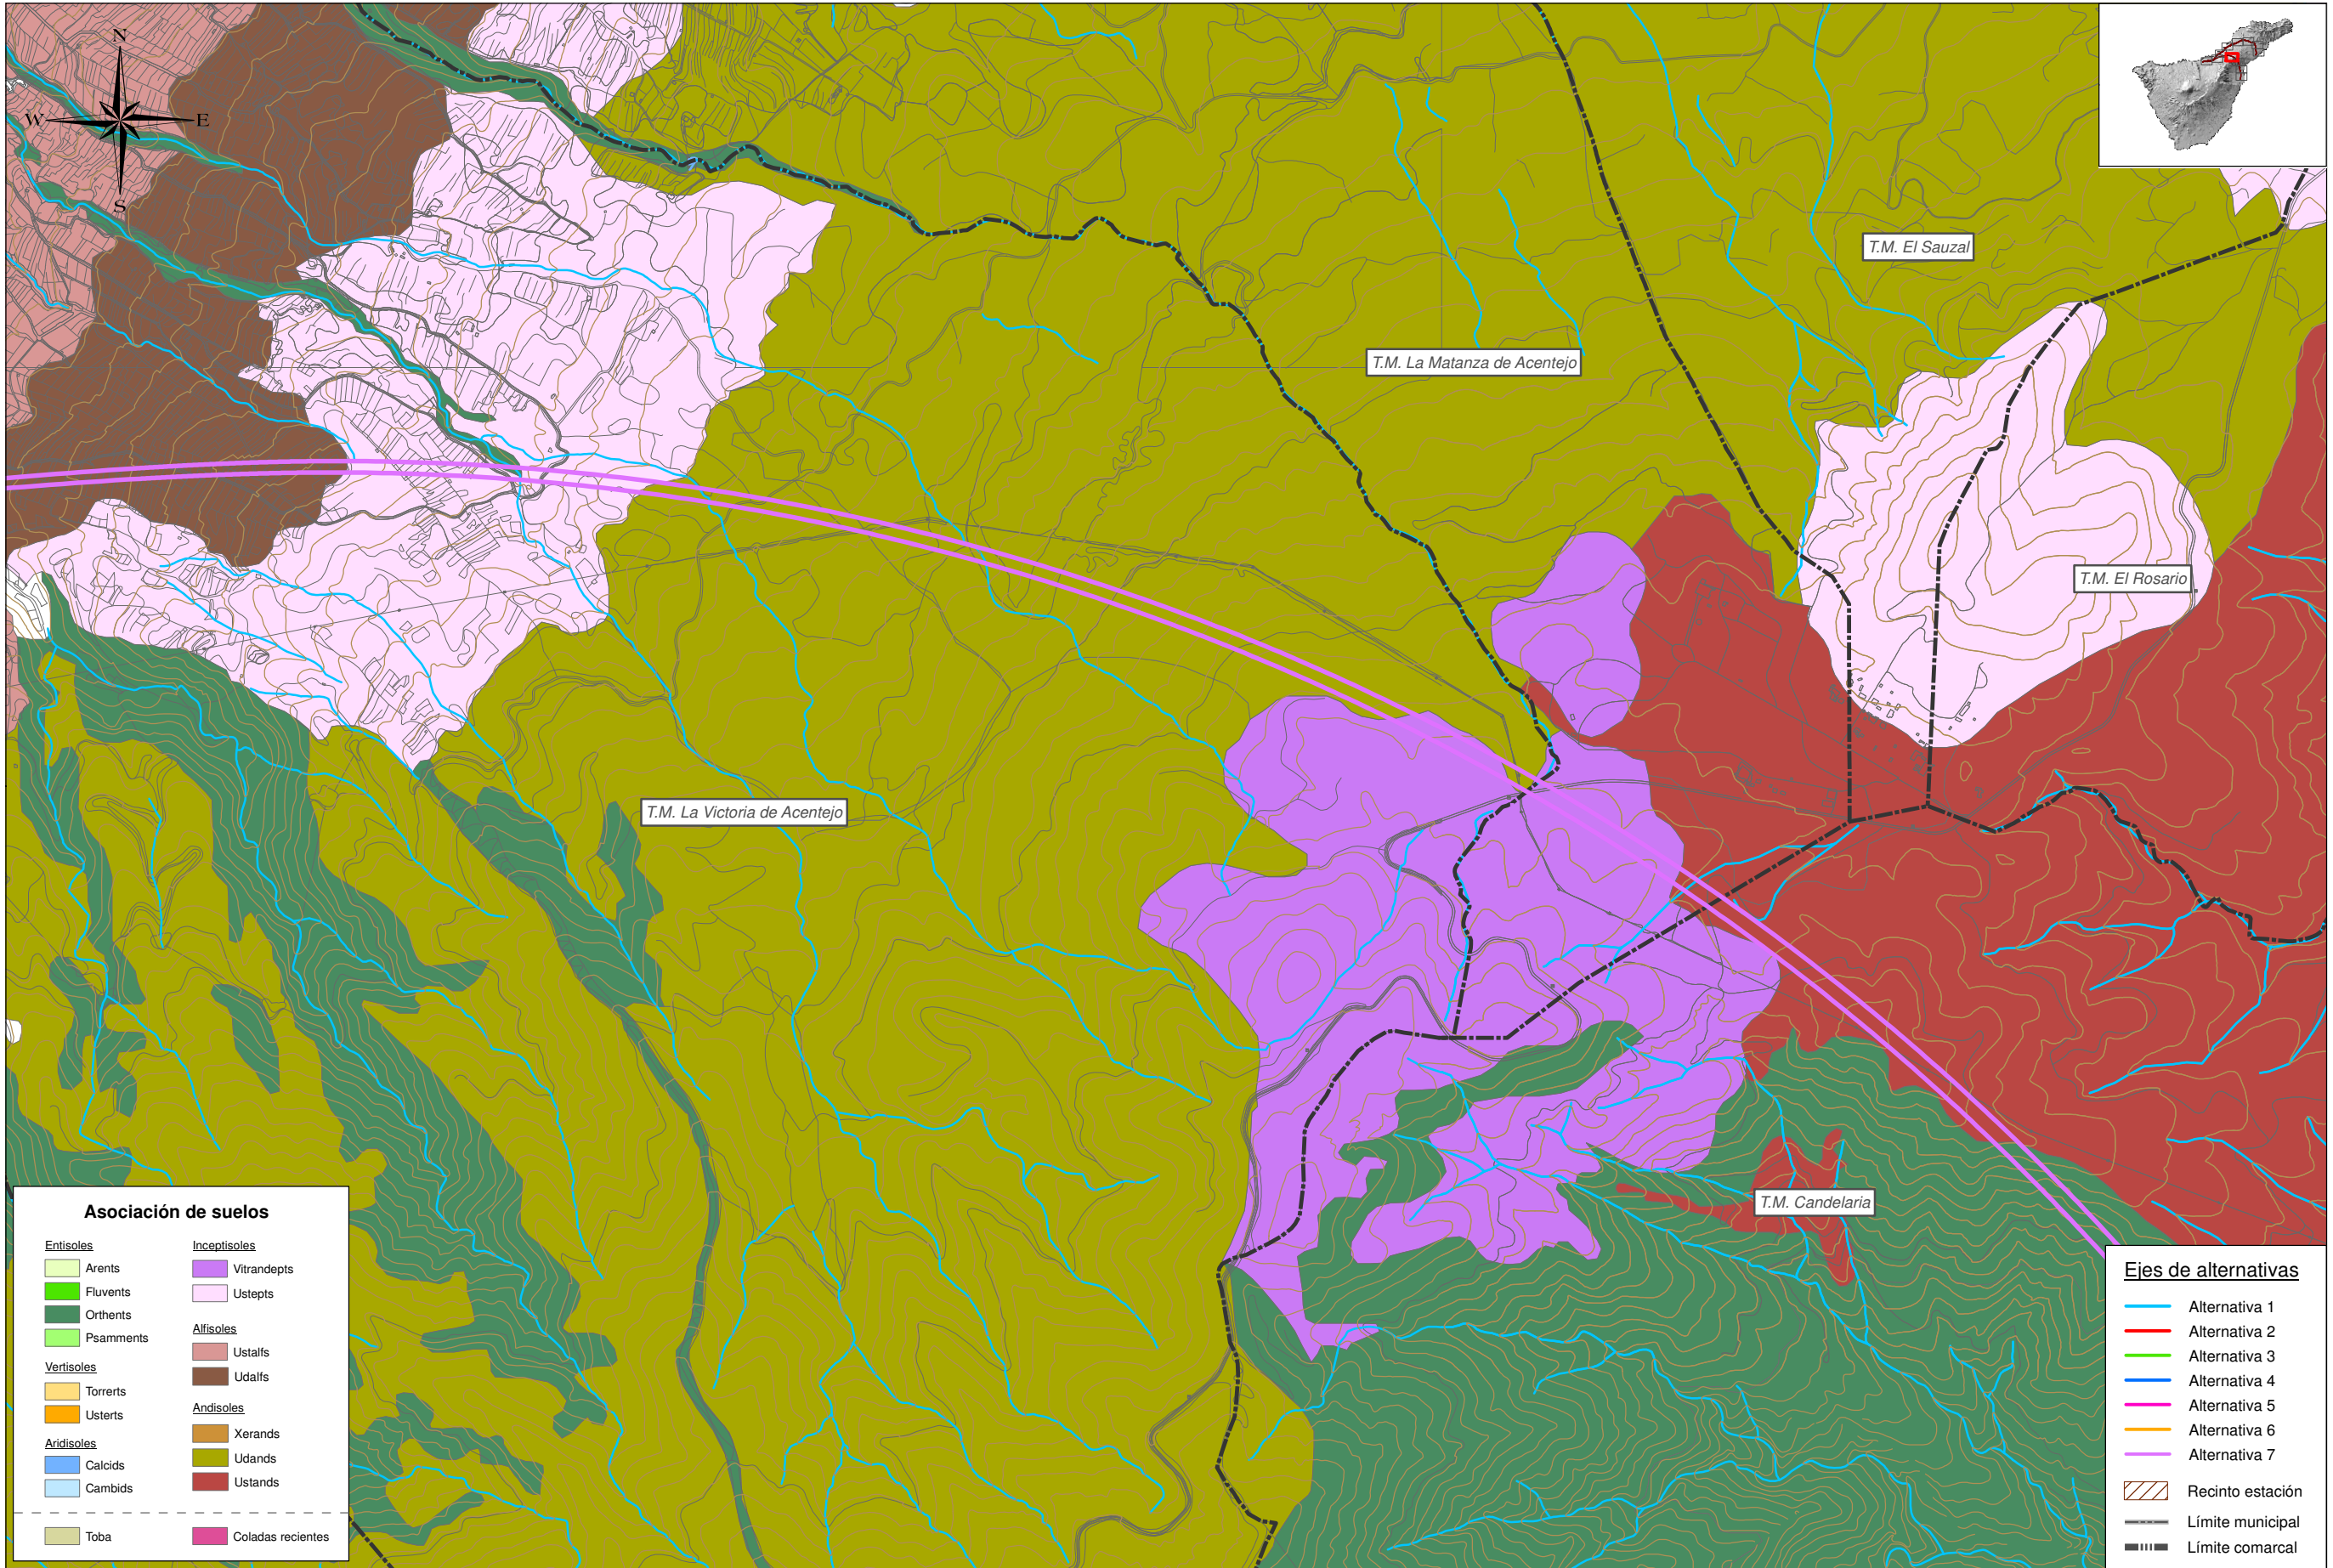 N
W
E
S
T.M. El Sauzal
T.M. La Matanza de Acentejo
T.M. El Rosario
T.M. La Victoria de Acentejo
T.M. Candelaria
Asociación de suelos
Entisoles
Arents
Fluvents
Orthents
Psamments
Vertisoles
Torrerts
Usterts
Aridisoles
Calcids
Cambids
Toba
Inceptisoles
Vitrandepts
Ustepts
Alfisoles
Ustalfs
Udalfs
Andisoles
Xerands
Udands
Ustands
Coladas recientes
Ejes de alternativas
Alternativa 1
Alternativa 2
Alternativa 3
Alternativa 4
Alternativa 5
Alternativa 6
Alternativa 7
Recinto estación
Límite municipal
Límite comarcal